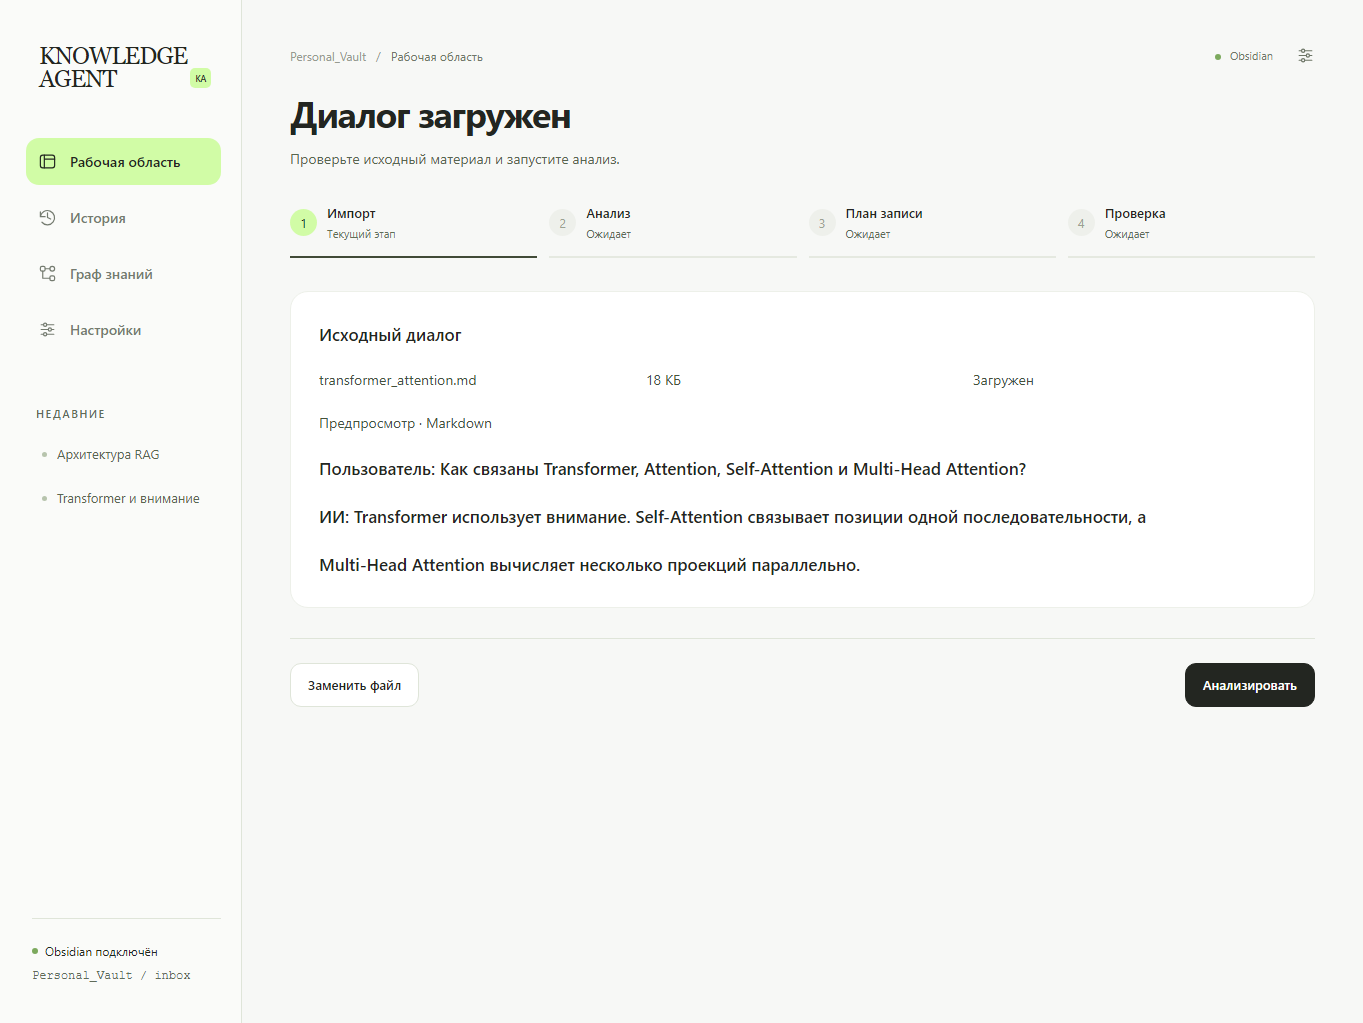 KNOWLEDGE
AGENT
KA
Рабочая область
История
Граф знаний
Настройки
НЕДАВНИЕ
Архитектура RAG
Transformer и внимание
Obsidian подключён
Personal_Vault / inbox
Personal_Vault / Рабочая область
Obsidian
Диалог загружен
Проверьте исходный материал и запустите анализ.
1 Импорт
Текущий этап
2 Анализ
Ожидает
3 План записи
Ожидает
4 Проверка
Ожидает
Исходный диалог
transformer_attention.md 18 КБ Загружен
Предпросмотр · Markdown
Пользователь: Как связаны Transformer, Attention, Self-Attention и Multi-Head Attention?
ИИ: Transformer использует внимание. Self-Attention связывает позиции одной последовательности, а
Multi-Head Attention вычисляет несколько проекций параллельно.
Заменить файл
Анализировать